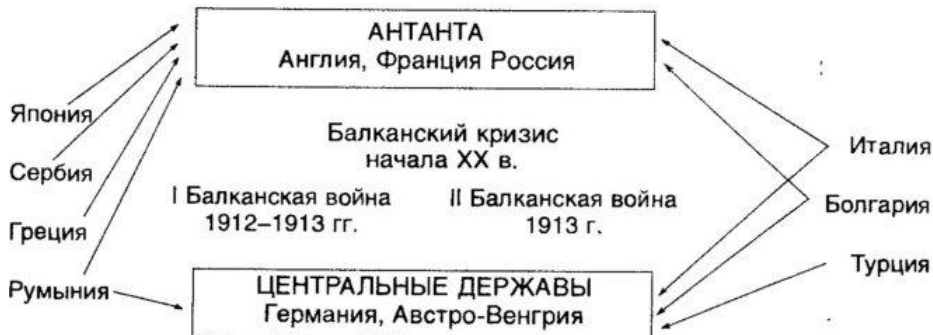 АНТАНТА
Англия, Франция Россия
Япония
Сербия
Греция
Румыния
Балканский кризис
начала XX в.
I Балканская война
1912–1913 гг.
II Балканская война
1913 г.
Италия
Болгария
Турция
ЦЕНТРАЛЬНЫЕ ДЕРЖАВЫ
Германия, Австро-Венгрия